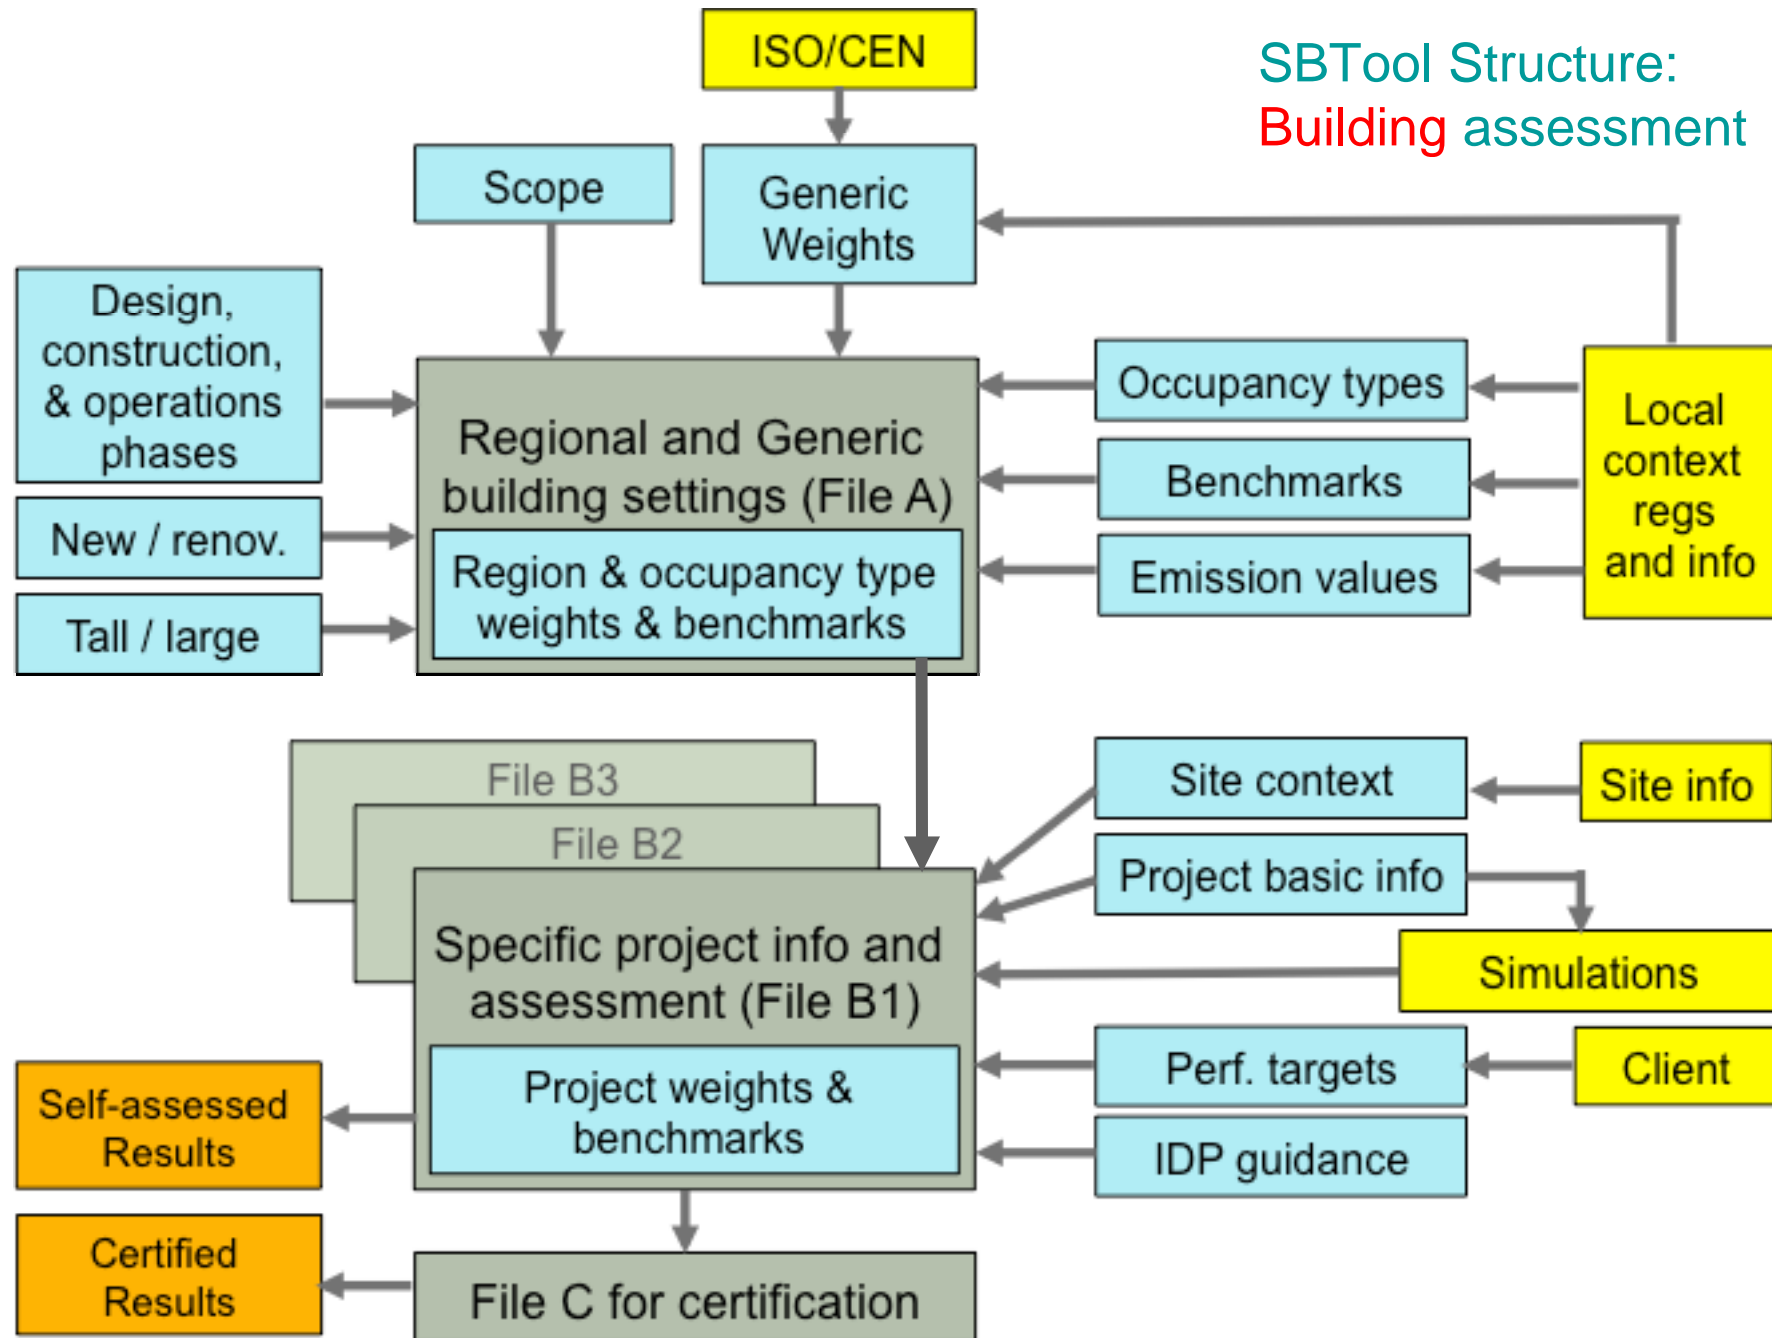 ISO/CEN
SBTool Structure:
Building assessment
Scope
Generic
Weights
Design,
construction,
& operations
phases
New / renov.
Tall / large
Regional and Generic
building settings (File A)
Region & occupancy type
weights & benchmarks
Occupancy types
Benchmarks
Emission values
Local
context
regs
and info
File B3
File B2
Specific project info and
assessment (File B1)
Project weights &
benchmarks
Site context
Site info
Project basic info
Simulations
Perf. targets
Client
IDP guidance
Self-assessed
Results
Certified
Results
File C for certification